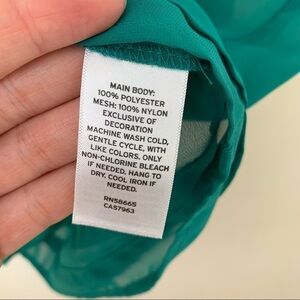 MAIN BODY:
100% POLYESTER
MESH: 100% NYLON
EXCLUSIVE OF
DECORATION
MACHINE WASH COLD,
GENTLE CYCLE, WITH
LIKE COLORS. ONLY
NON-CHLORINE BLEACH
IF NEEDED. HANG TO
DRY. COOL IRON IF
NEEDED.
RN58665
CA57963